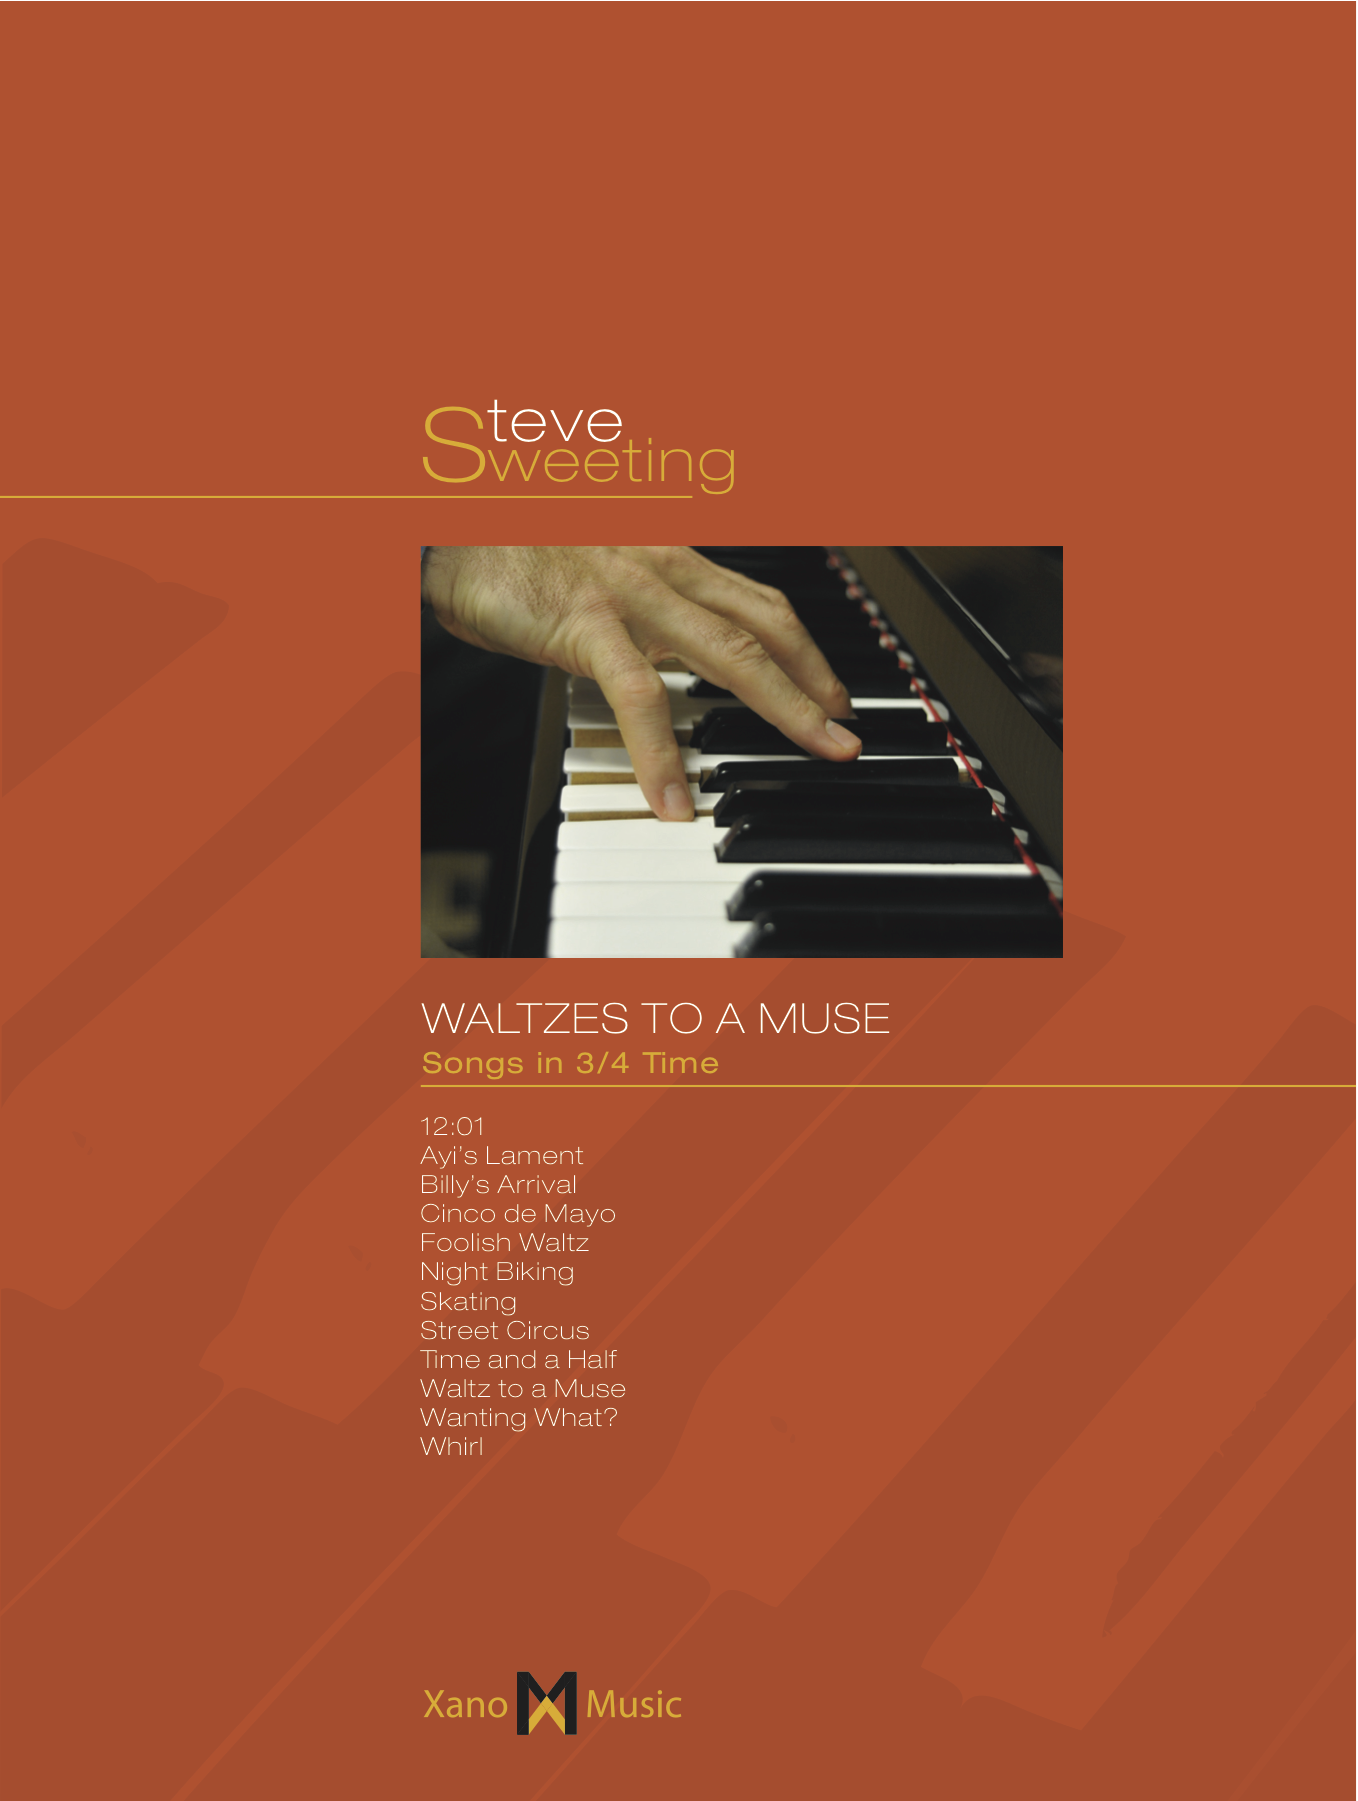 Steve
Sweeting
WALTZES TO A MUSE
Songs in 3/4 Time
12:01
Ayi's Lament
Billy's Arrival
Cinco de Mayo
Foolish Waltz
Night Biking
Skating
Street Circus
Time and a Half
Waltz to a Muse
Wanting What?
Whirl
Xano Music